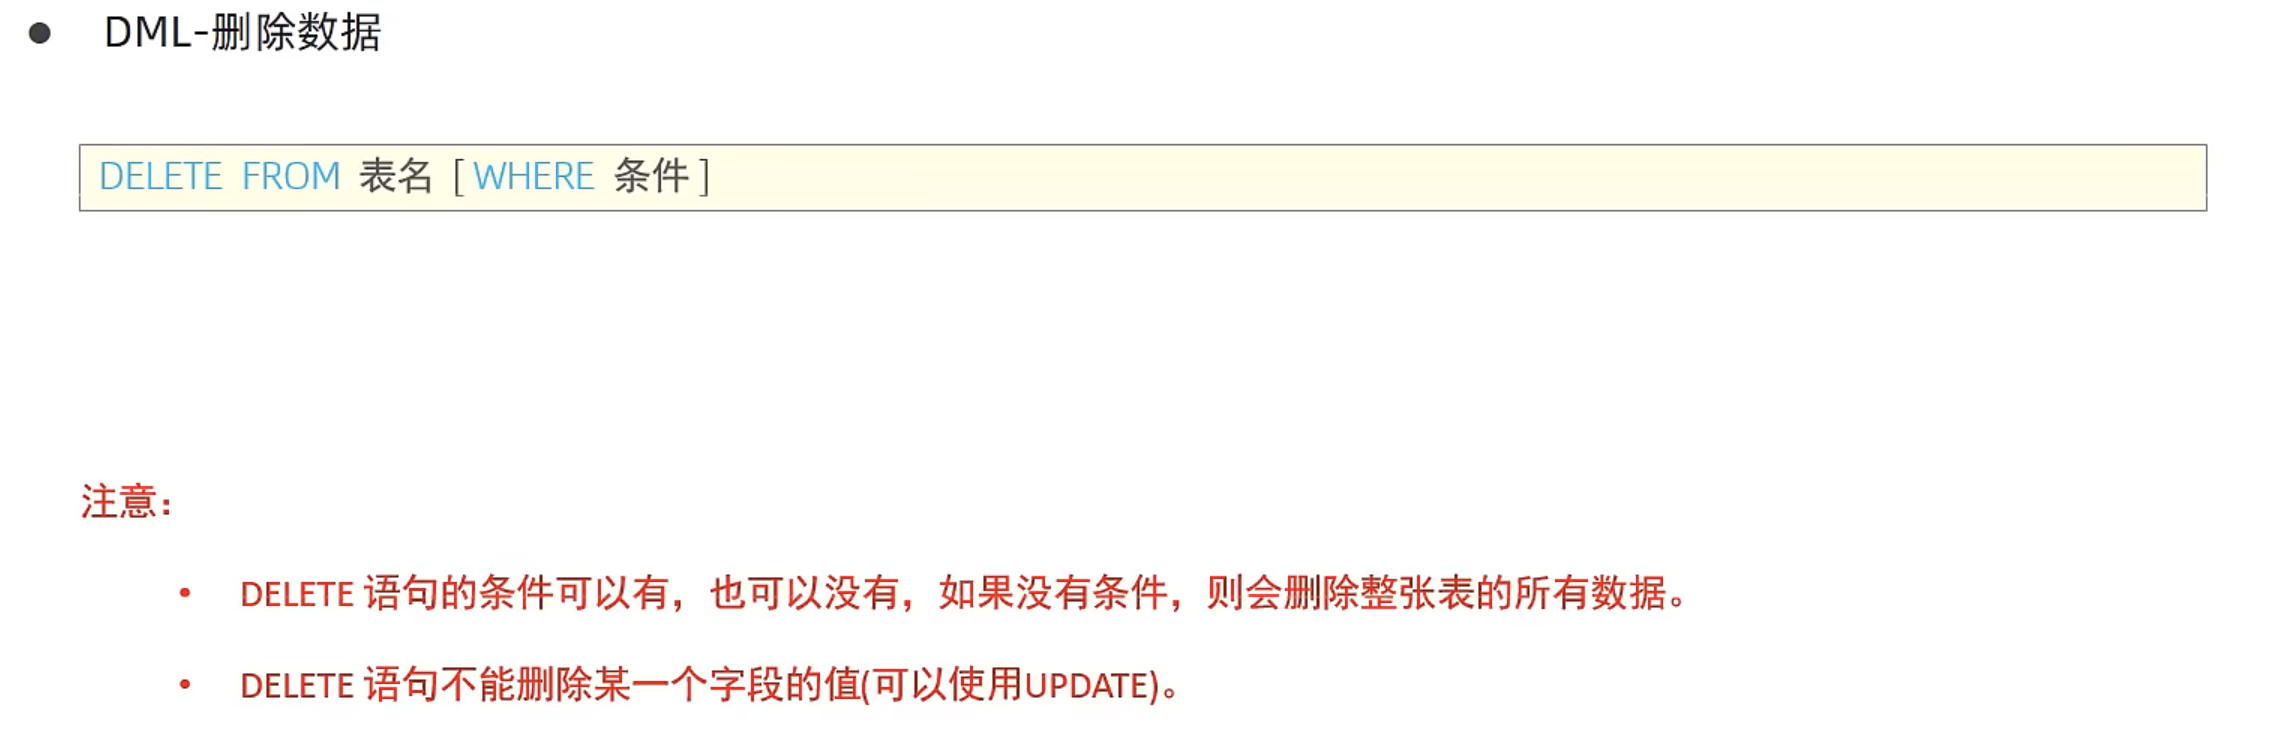 ● DML-删除数据
DELETE FROM 表名 [ WHERE 条件 ]
注意：
• DELETE 语句的条件可以有，也可以没有，如果没有条件，则会删除整张表的所有数据。
• DELETE 语句不能删除某一个字段的值(可以使用UPDATE)。